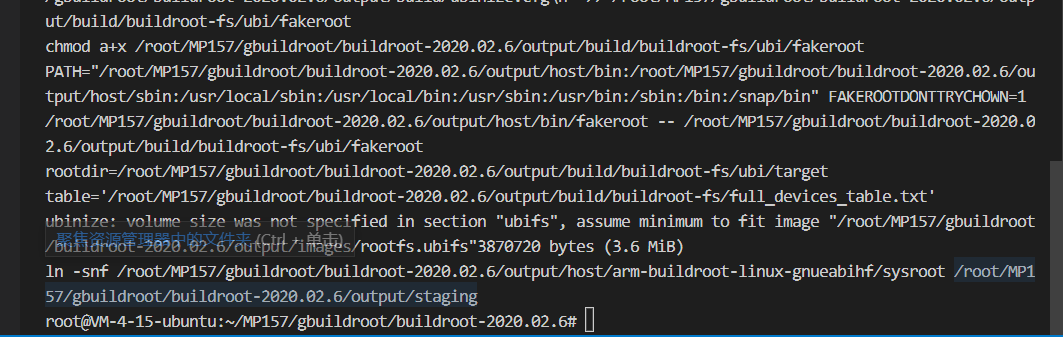 ut/build/buildroot-fs/ubi/fakeroot
chmod a+x /root/MP157/gbuildroot/buildroot-2020.02.6/output/build/buildroot-fs/ubi/fakeroot
PATH="/root/MP157/gbuildroot/buildroot-2020.02.6/output/host/bin:/root/MP157/gbuildroot/buildroot-2020.02.6/ou
tput/host/sbin:/usr/local/sbin:/usr/local/bin:/usr/sbin:/usr/bin:/sbin:/bin:/snap/bin" FAKEROOTDONTTRYCHOWN=1
/root/MP157/gbuildroot/buildroot-2020.02.6/output/host/bin/fakeroot -- /root/MP157/gbuildroot/buildroot-2020.0
2.6/output/build/buildroot-fs/ubi/fakeroot
rootdir=/root/MP157/gbuildroot/buildroot-2020.02.6/output/build/buildroot-fs/ubi/target
table='/root/MP157/gbuildroot/buildroot-2020.02.6/output/build/buildroot-fs/full_devices_table.txt'
ubinize: volume size was not specified in section "ubifs", assume minimum to fit image "/root/MP157/gbuildroot
/buildroot-2020.02.6/output/images/rootfs.ubifs"3870720 bytes (3.6 MiB)
聚焦资源管理器中的文件夹 (Ctrl + 单击)
ln -snf /root/MP157/gbuildroot/buildroot-2020.02.6/output/host/arm-buildroot-linux-gnueabihf/sysroot /root/MP1
57/gbuildroot/buildroot-2020.02.6/output/staging
root@VM-4-15-ubuntu:~/MP157/gbuildroot/buildroot-2020.02.6#